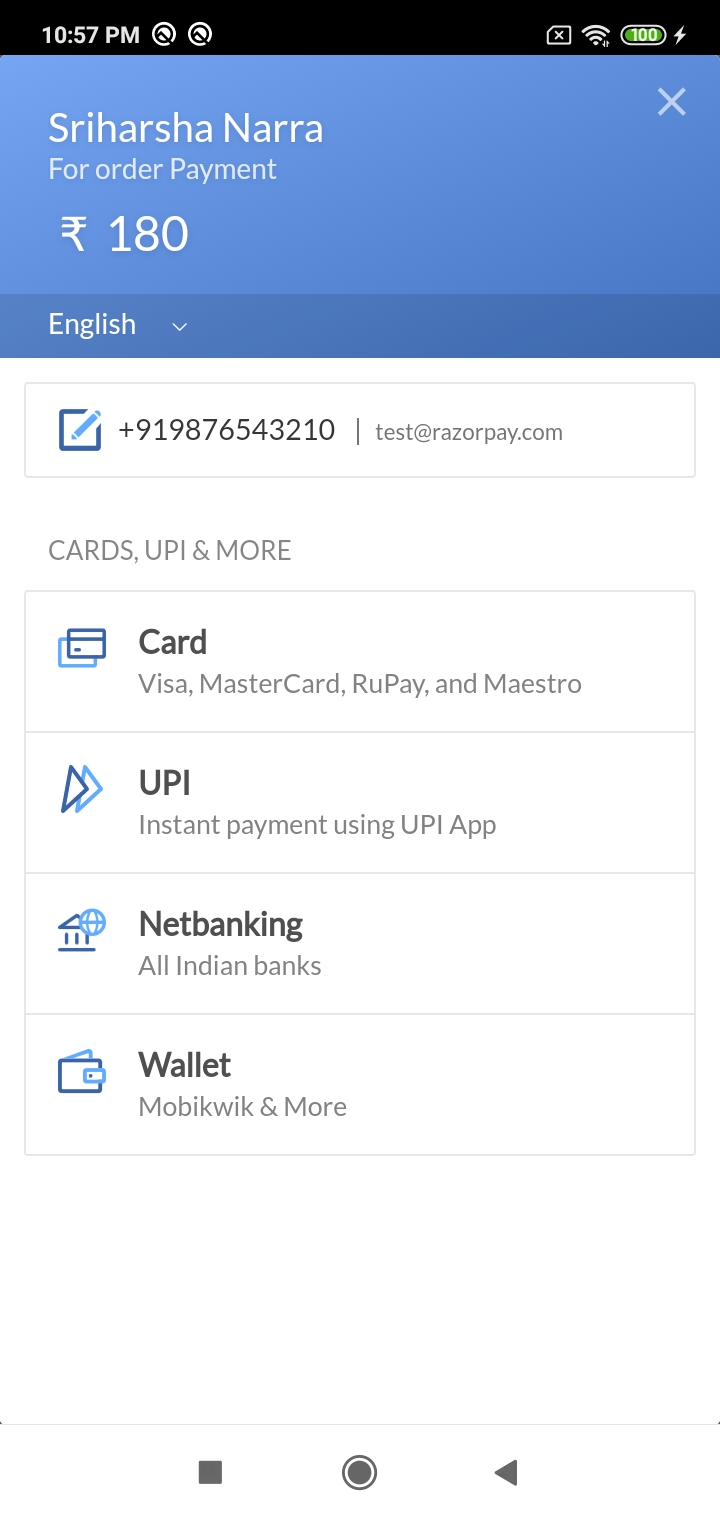 10:57 PM
100
Sriharsha Narra
For order Payment
₹ 180
English
+919876543210 | test@razorpay.com
CARDS, UPI & MORE
Card
Visa, MasterCard, RuPay, and Maestro
UPI
Instant payment using UPI App
Netbanking
All Indian banks
Wallet
Mobikwik & More